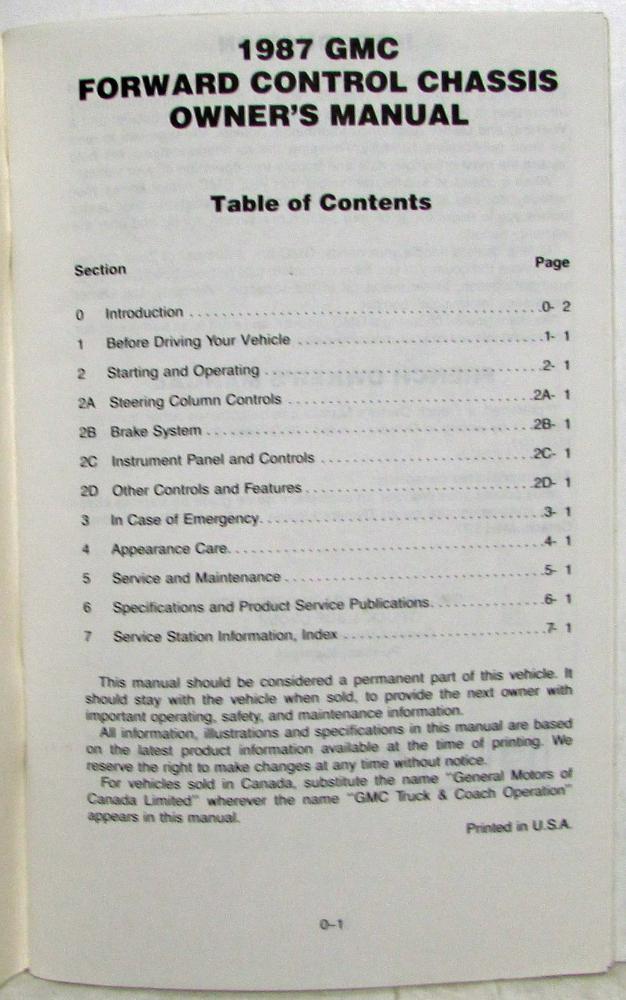 1987 GMC
FORWARD CONTROL CHASSIS
OWNER'S MANUAL
Table of Contents
Section Page
0 Introduction ........................................0- 2
1 Before Driving Your Vehicle ............................1- 1
2 Starting and Operating ................................2- 1
2A Steering Column Controls ............................2A- 1
2B Brake System .....................................2B- 1
2C Instrument Panel and Controls ........................2C- 1
2D Other Controls and Features ..........................2D- 1
3 In Case of Emergency.................................3- 1
4 Appearance Care....................................4- 1
5 Service and Maintenance ..............................5- 1
6 Specifications and Product Service Publications..............6- 1
7 Service Station Information, Index ........................7- 1
This manual should be considered a permanent part of this vehicle. It
should stay with the vehicle when sold, to provide the next owner with
important operating, safety, and maintenance information.
All information, illustrations and specifications in this manual are based
on the latest product information available at the time of printing. We
reserve the right to make changes at any time without notice.
For vehicles sold in Canada, substitute the name "General Motors of
Canada Limited" wherever the name "GMC Truck & Coach Operation"
appears in this manual.
Printed in U.S.A.
0–1